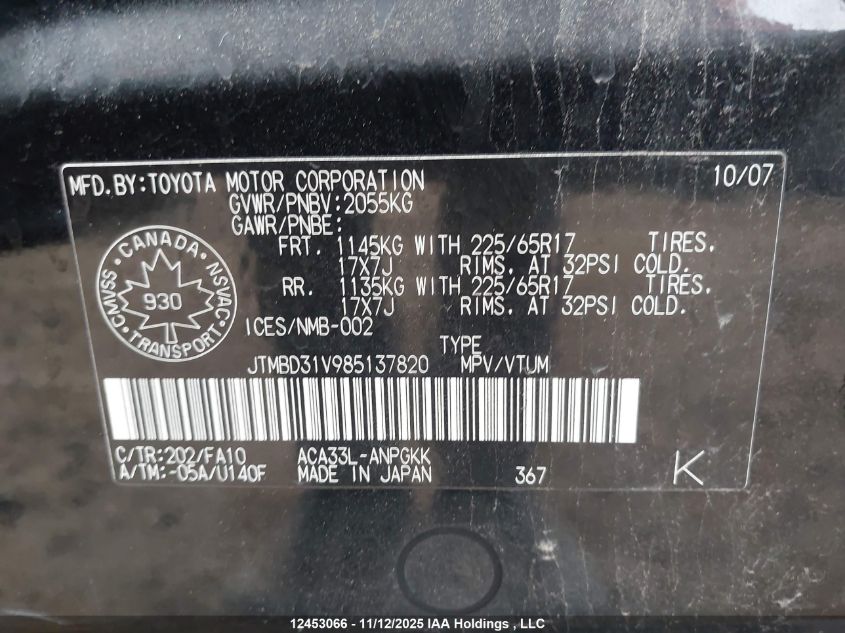 MFD.BY:TOYOTA MOTOR CORPORATION 10/07
GVWR/PNBV:2055KG
GAWR/PNBE:
FRT. 1145KG WITH 225/65R17 TIRES.
17X7J RIMS. AT 32PSI COLD.
RR. 1135KG WITH 225/65R17 TIRES.
17X7J RIMS. AT 32PSI COLD.
CANADA
CMVSS 930 NSVAC
TRANSPORT
ICES/NMB-002
TYPE
JTMBD31V985137820 MPV/VTUM
C/TR:202/FA10 ACA33L-ANPGKK
A/TM:-05A/U140F MADE IN JAPAN 367 K
12453066 - 11/12/2025 IAA Holdings , LLC